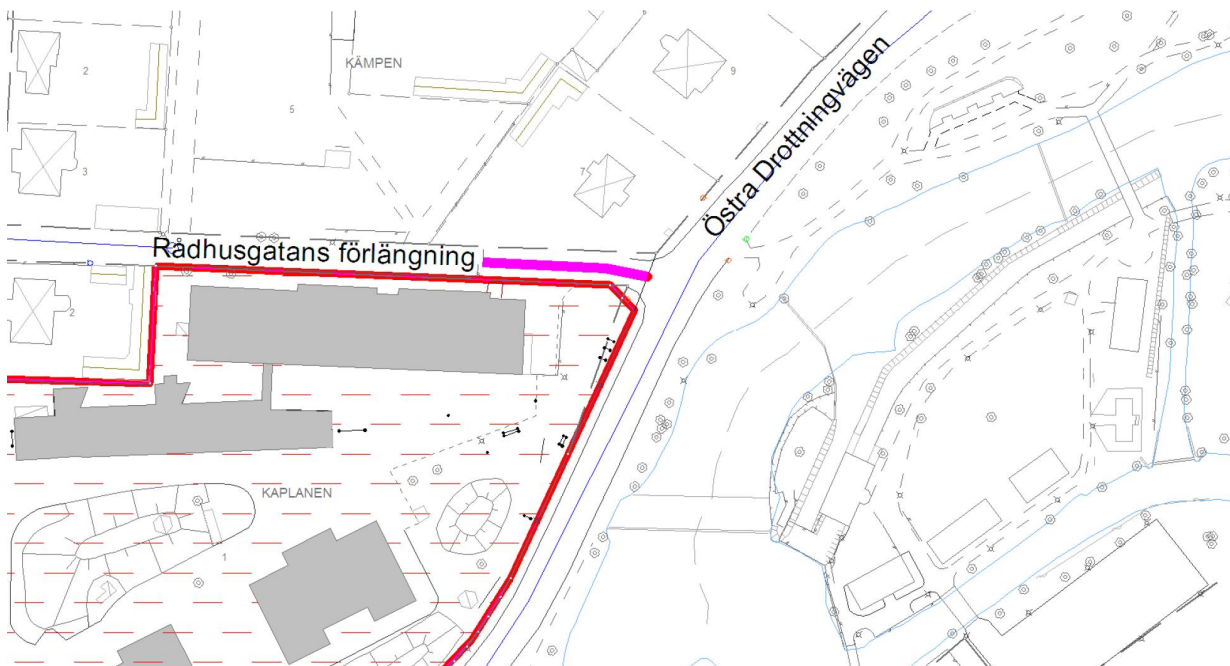 KÄMPEN
2
5
9
3
7
Östra Drottningvägen
Rådhusgatans förlängning
2
KAPLANEN
1